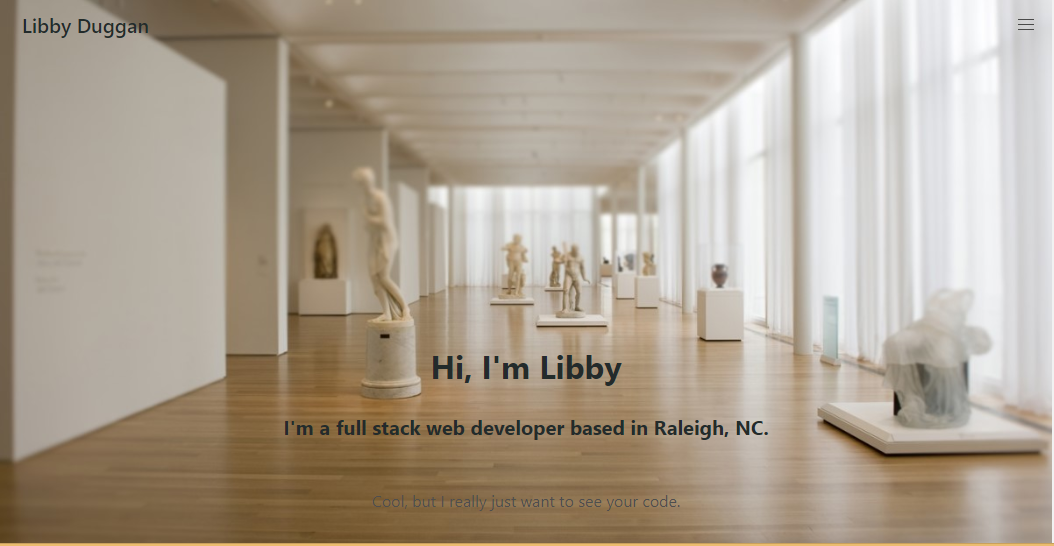 Libby Duggan
Hi, I'm Libby
I'm a full stack web developer based in Raleigh, NC.
Cool, but I really just want to see your code.